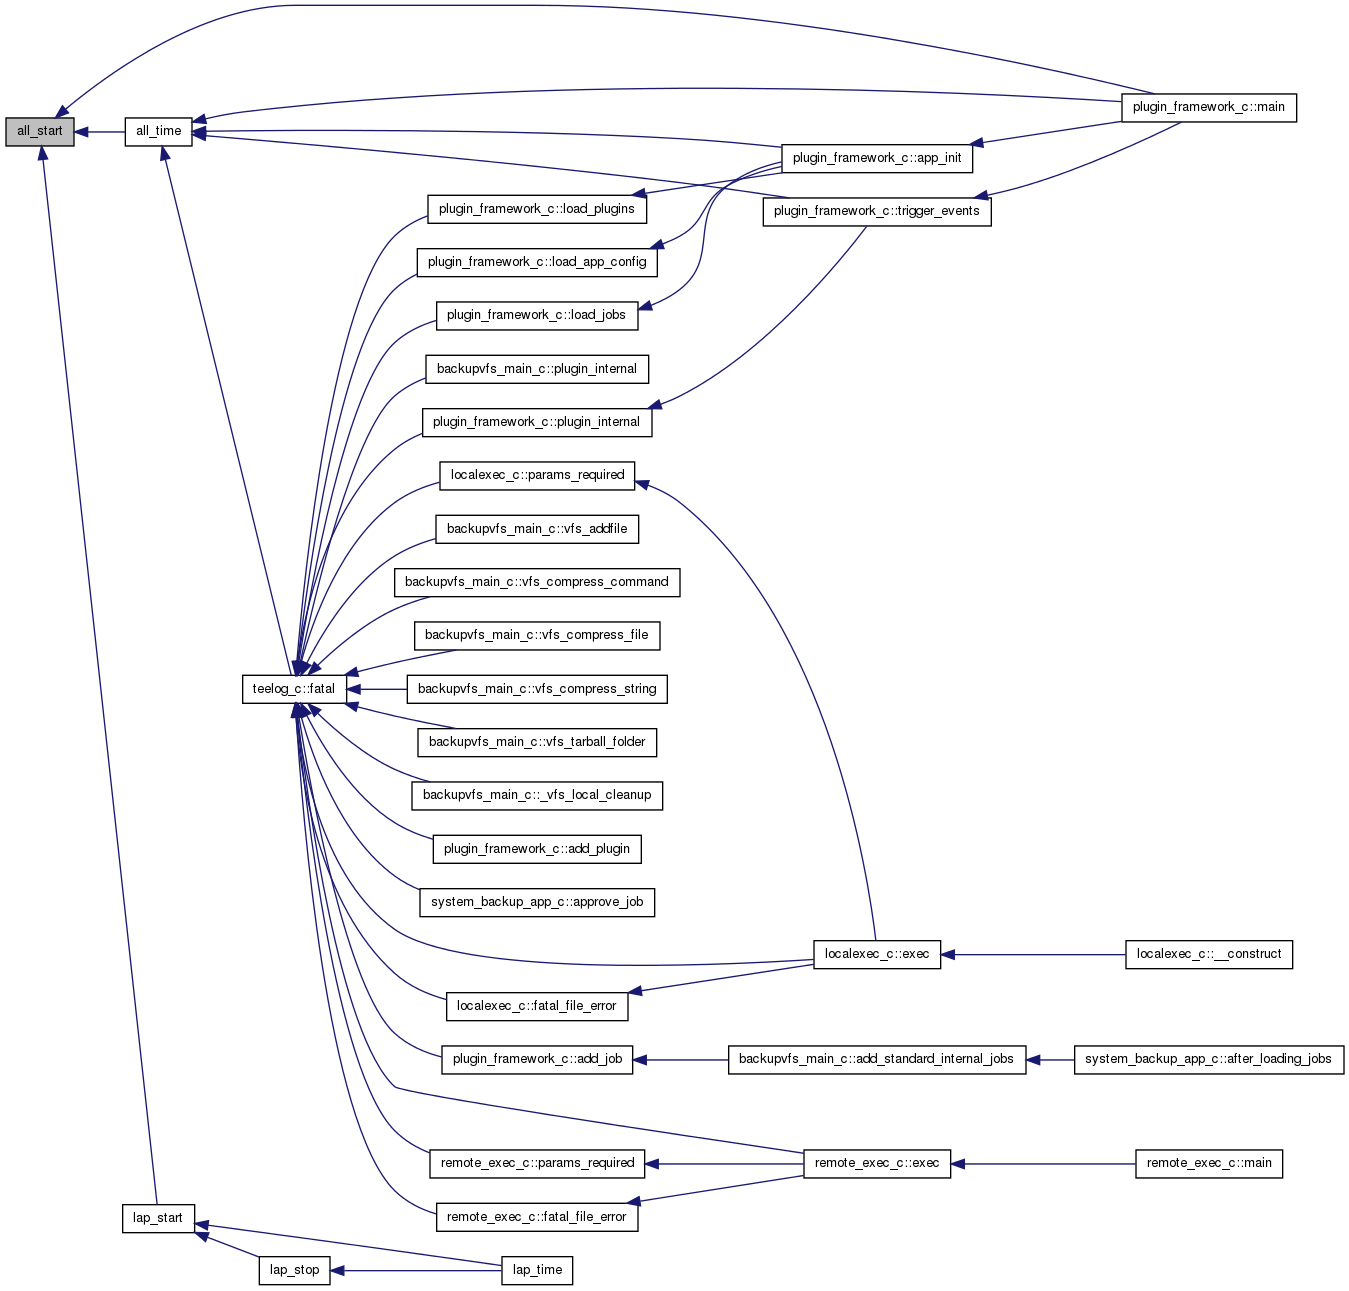 all_start
all_time
plugin_framework_c::main
plugin_framework_c::app_init
plugin_framework_c::load_plugins
plugin_framework_c::trigger_events
plugin_framework_c::load_app_config
plugin_framework_c::load_jobs
backupvfs_main_c::plugin_internal
plugin_framework_c::plugin_internal
localexec_c::params_required
backupvfs_main_c::vfs_addfile
backupvfs_main_c::vfs_compress_command
backupvfs_main_c::vfs_compress_file
teelog_c::fatal
backupvfs_main_c::vfs_compress_string
backupvfs_main_c::vfs_tarball_folder
backupvfs_main_c::_vfs_local_cleanup
plugin_framework_c::add_plugin
system_backup_app_c::approve_job
localexec_c::exec
localexec_c::__construct
localexec_c::fatal_file_error
plugin_framework_c::add_job
backupvfs_main_c::add_standard_internal_jobs
system_backup_app_c::after_loading_jobs
remote_exec_c::params_required
remote_exec_c::exec
remote_exec_c::main
remote_exec_c::fatal_file_error
lap_start
lap_stop
lap_time